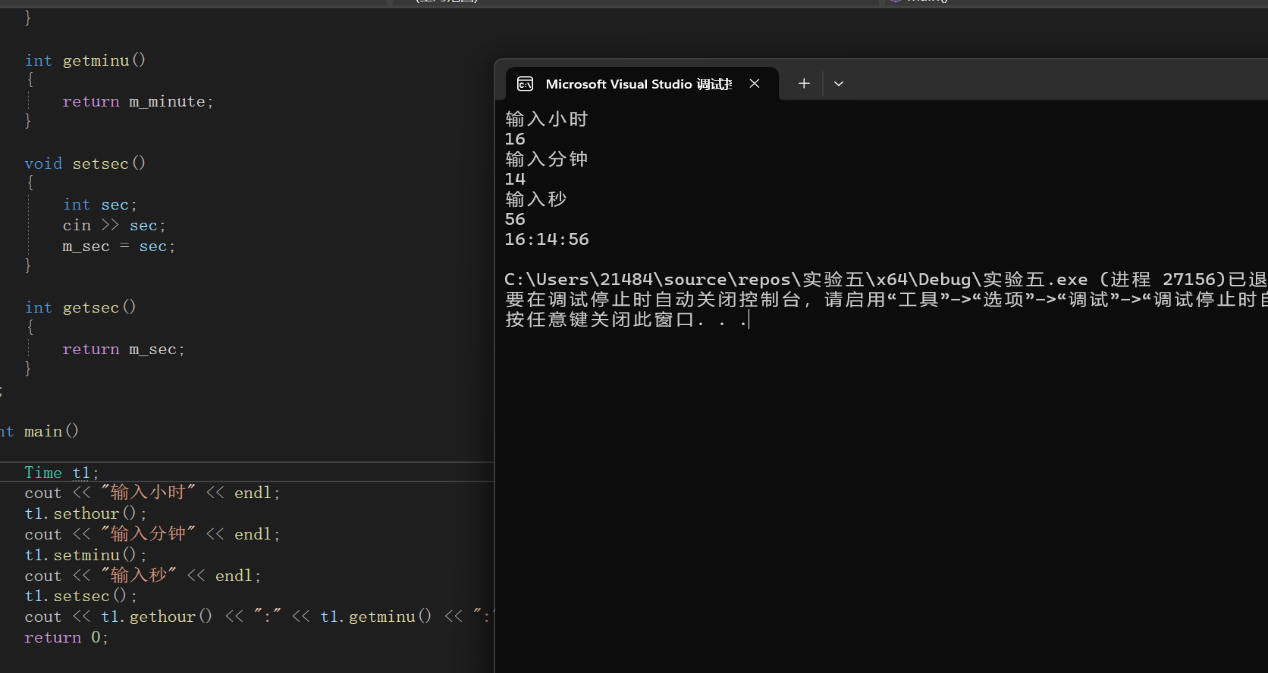 }
int getminu()
{
return m_minute;
}
void setsec()
{
int sec;
cin >> sec;
m_sec = sec;
}
int getsec()
{
return m_sec;
}
;
nt main()
Time t1;
cout << "输入小时" << endl;
t1.sethour();
cout << "输入分钟" << endl;
t1.setminu();
cout << "输入秒" << endl;
t1.setsec();
cout << t1.gethour() << ":" << t1.getminu() << ":
return 0;
Microsoft Visual Studio 调试
输入小时
16
输入分钟
14
输入秒
56
16:14:56
C:\Users\21484\source\repos\实验五\x64\Debug\实验五.exe (进程 27156)已退
要在调试停止时自动关闭控制台，请启用“工具”->“选项”->“调试”->“调试停止时自
按任意键关闭此窗口. . .